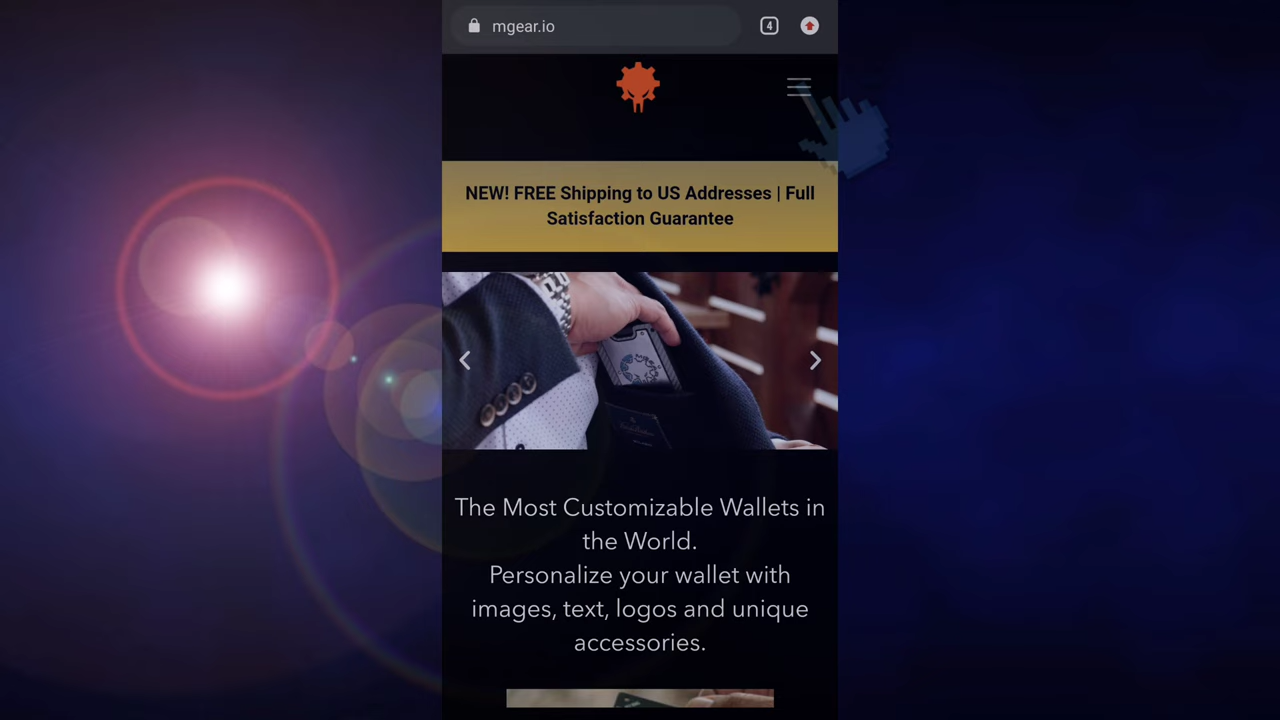 mgear.io
4
NEW! FREE Shipping to US Addresses | Full
Satisfaction Guarantee
The Most Customizable Wallets in
the World.
Personalize your wallet with
images, text, logos and unique
accessories.